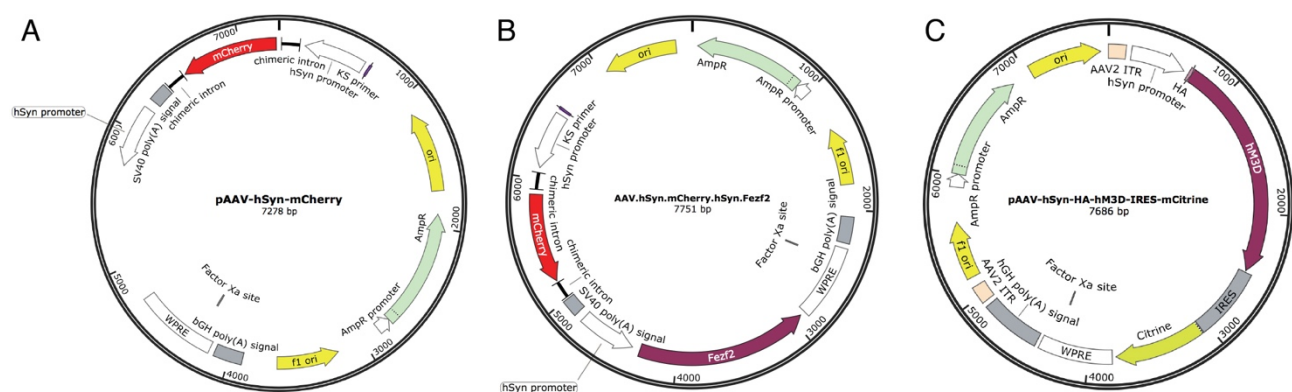 A
7000
mCherry
chimeric intron
hSyn promoter
KS primer
1000
ori
2000
AmpR
AmpR promoter
3000
f1 ori
4000
bGH poly(A) signal
WPRE
Factor Xa site
5000
hSyn promoter
6000
SV40 poly(A) signal
chimeric intron
pAAV-hSyn-mCherry
7278 bp
B
7000
ori
AmpR
AmpR promoter
1000
f1 ori
2000
bGH poly(A) signal
WPRE
Factor Xa site
3000
Fezf2
4000
hSyn promoter
SV40 poly(A) signal
5000
chimeric intron
mCherry
chimeric intron
6000
hSyn promoter
KS primer
AAV.hSyn.mCherry.hSyn.Fezf2
7751 bp
C
7000
ori
AAV2 ITR
hSyn promoter
HA
1000
hM3D
2000
IRES
3000
Citrine
4000
WPRE
hGH poly(A) signal
Factor Xa site
5000
AAV2 ITR
f1 ori
6000
AmpR promoter
AmpR
pAAV-hSyn-HA-hM3D-IRES-mCitrine
7686 bp